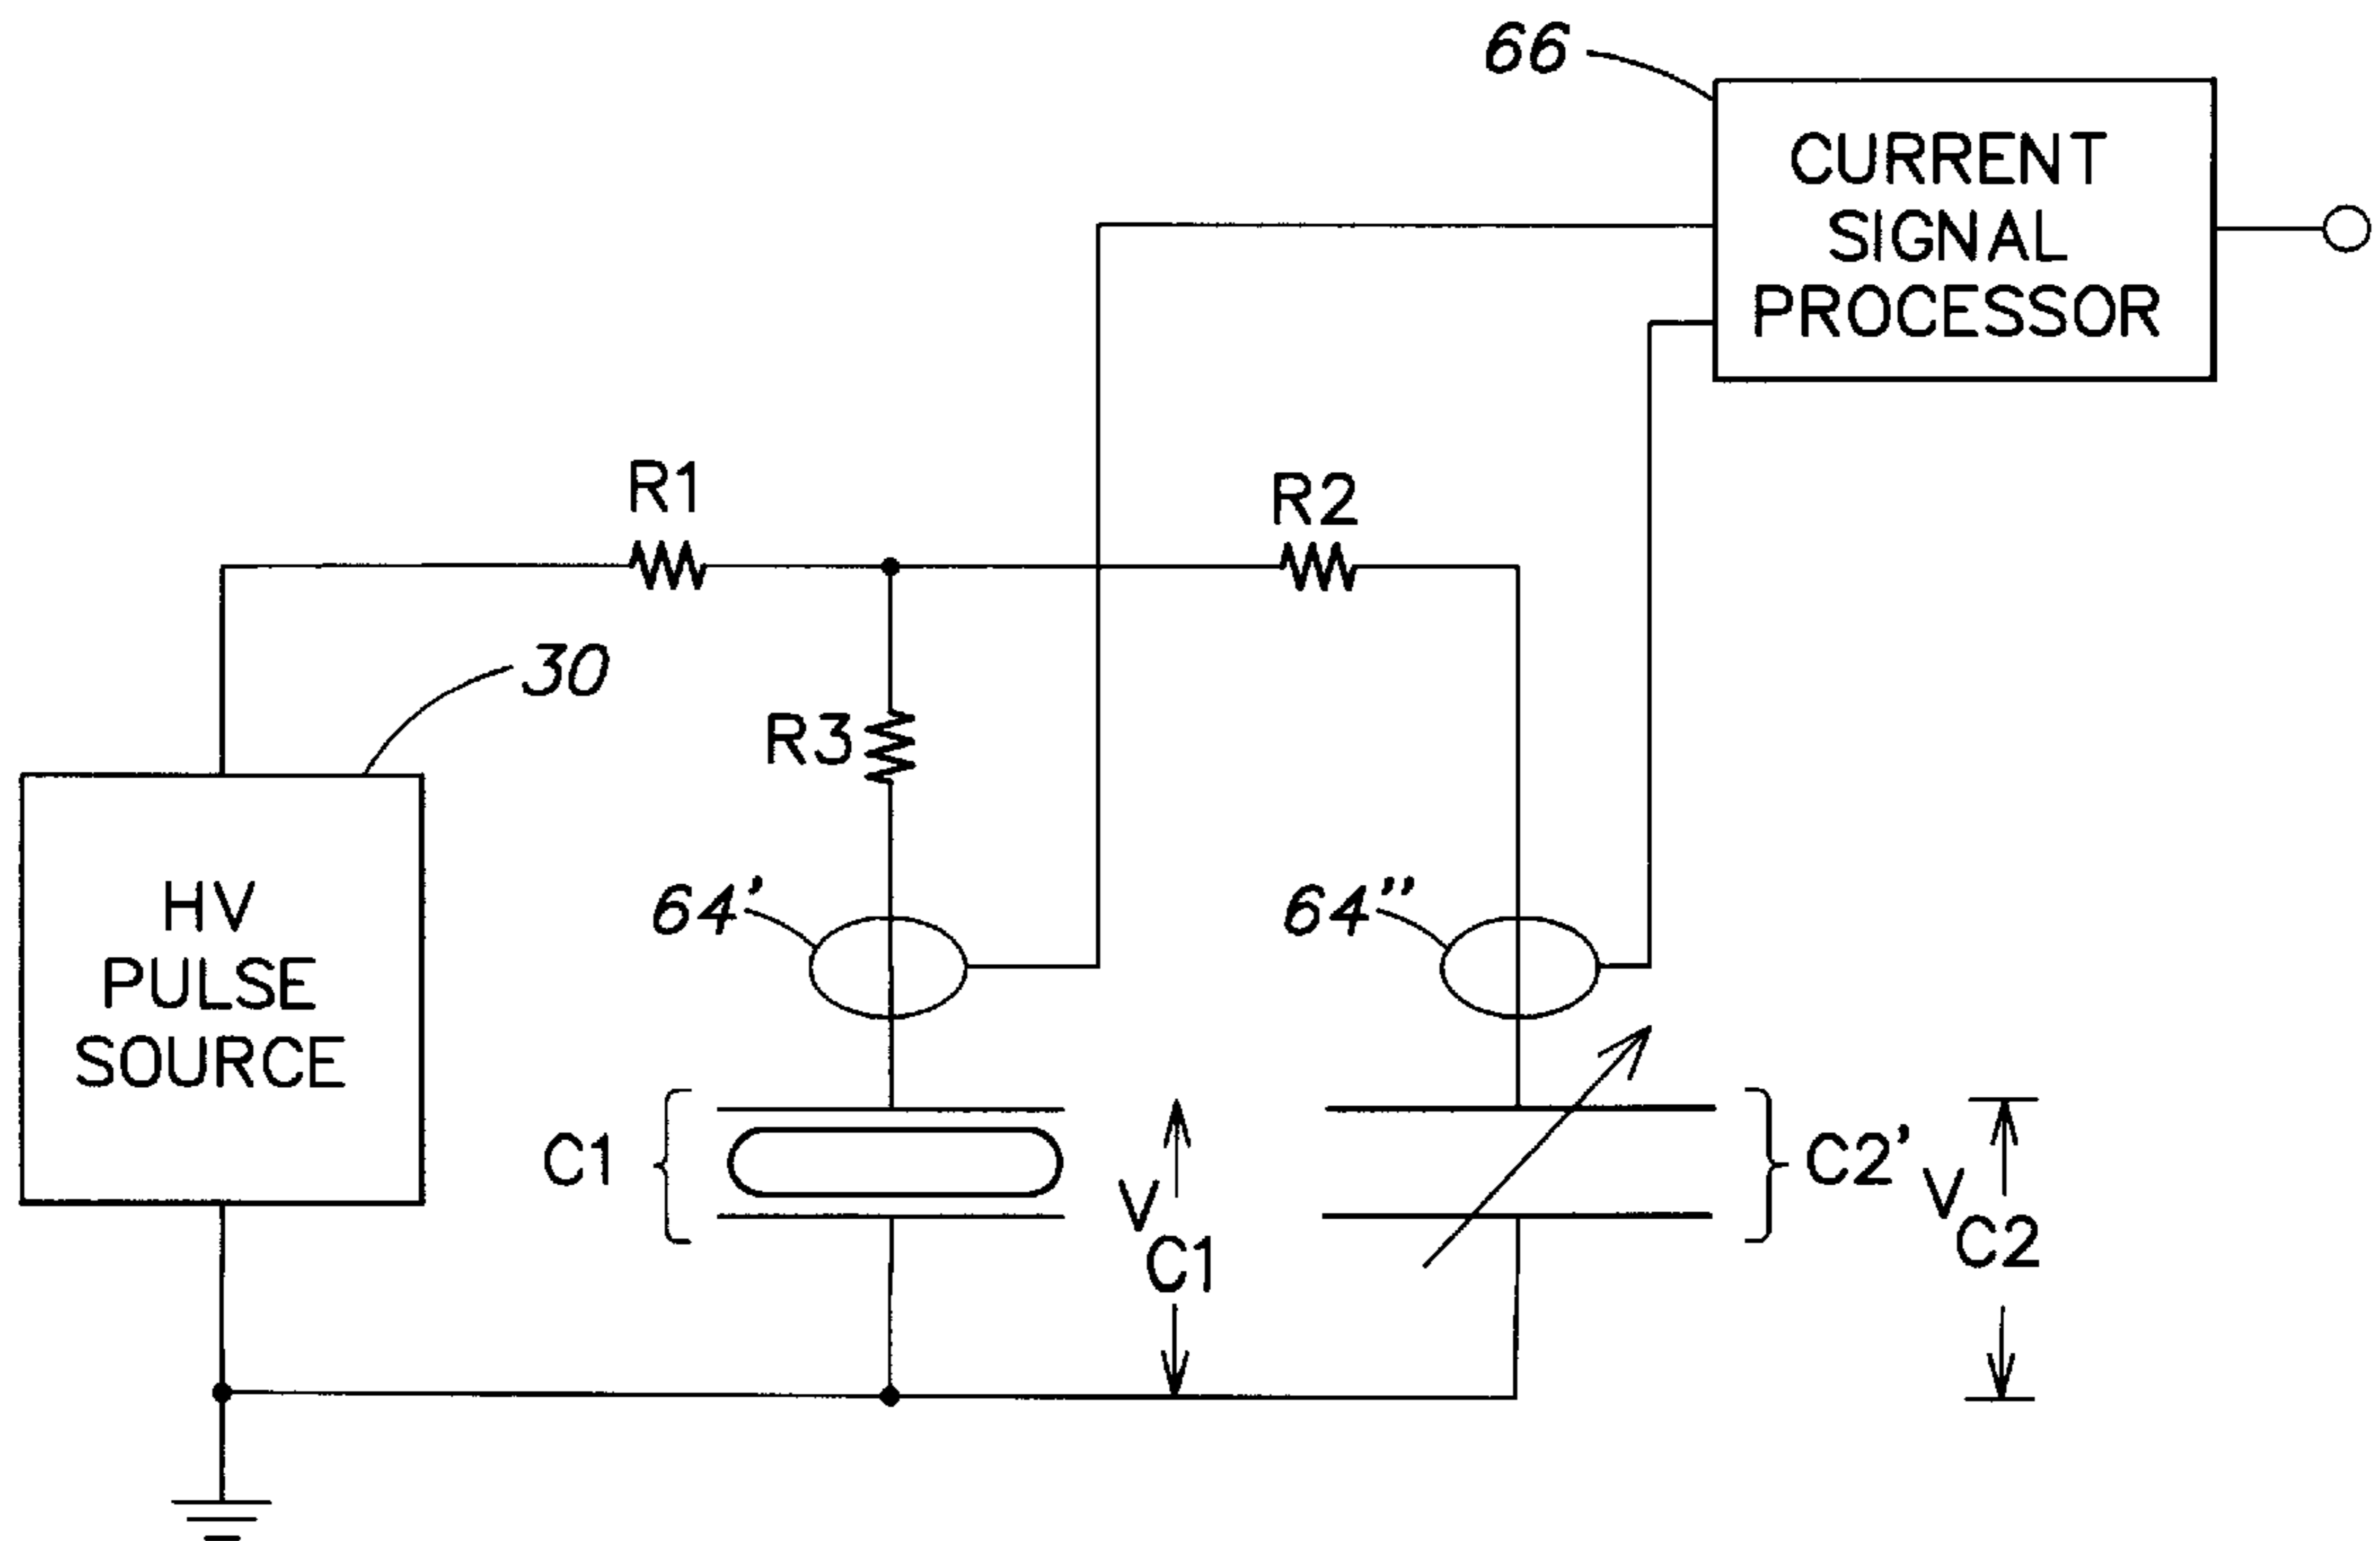 66
CURRENT
SIGNAL
PROCESSOR
R1
R2
30
R3
HV
PULSE
SOURCE
64'
64"
C1
V
C1
C2'
V
C2